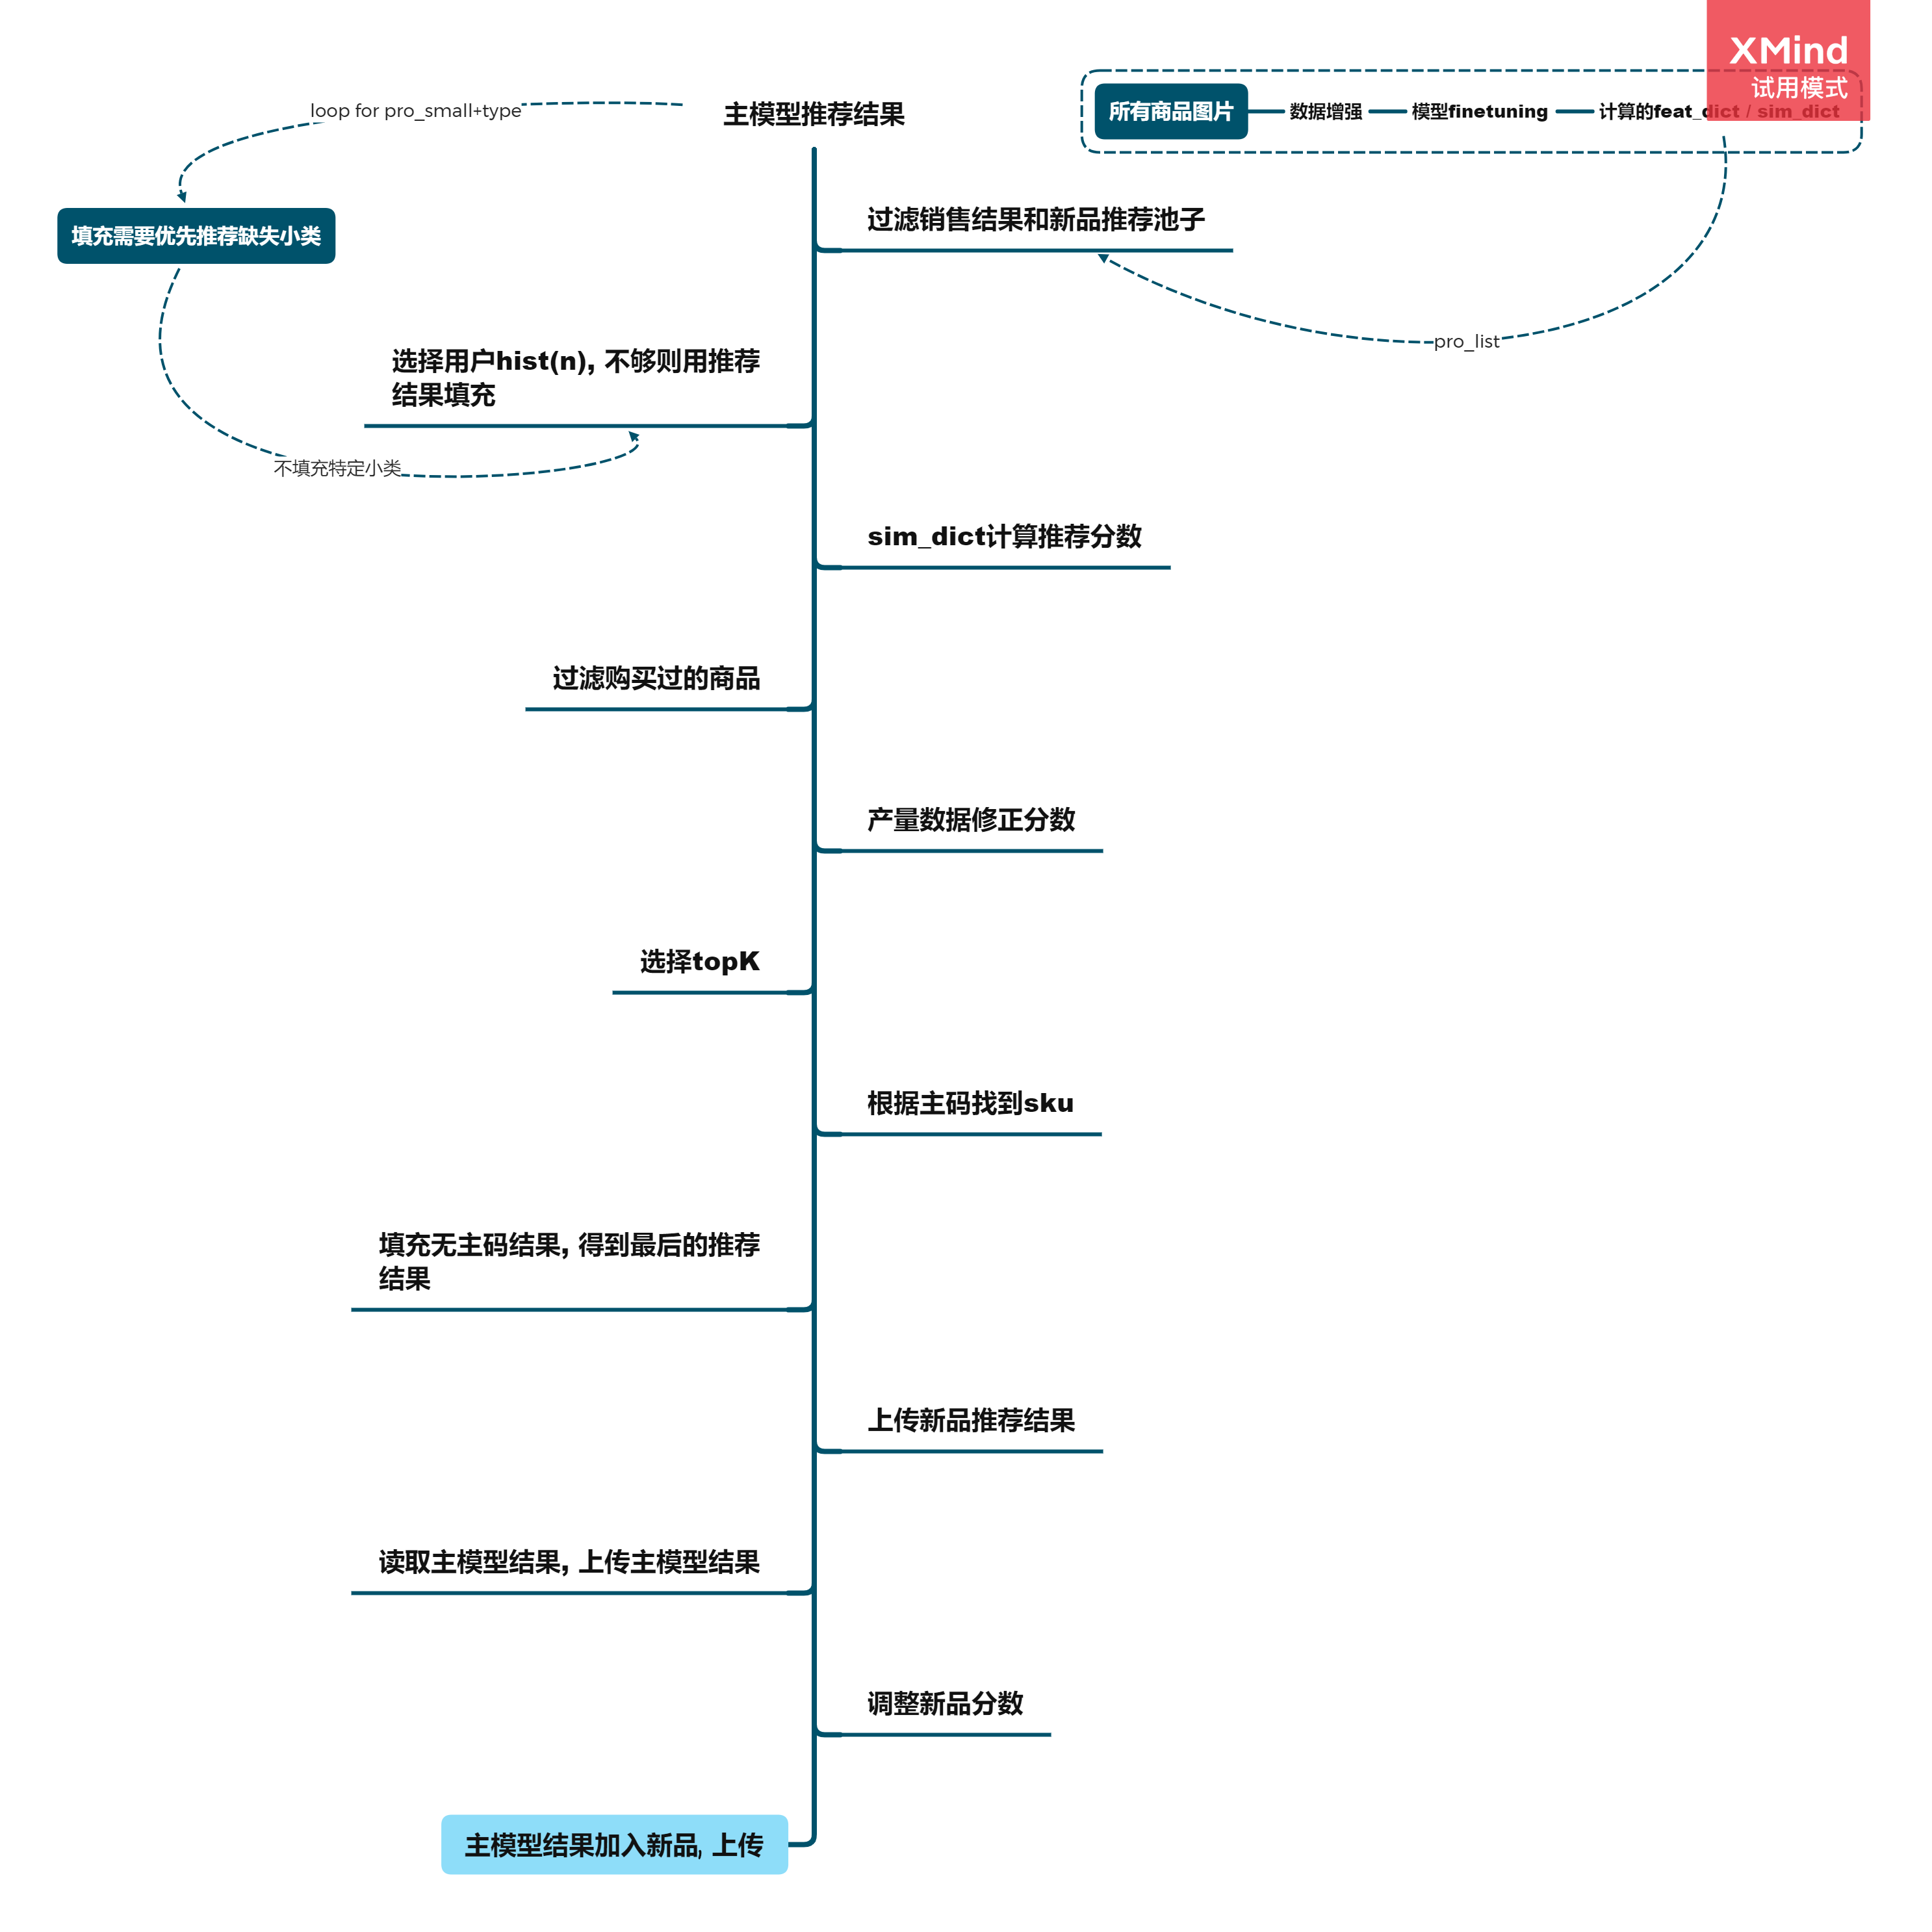 XMind
试用模式
loop for pro_small+type
主模型推荐结果
所有商品图片
数据增强
模型finetuning
计算的feat_dict / sim_dict
过滤销售结果和新品推荐池子
填充需要优先推荐缺失小类
pro_list
选择用户hist(n), 不够则用推荐
结果填充
不填充特定小类
sim_dict计算推荐分数
过滤购买过的商品
产量数据修正分数
选择topK
根据主码找到sku
填充无主码结果, 得到最后的推荐
结果
上传新品推荐结果
读取主模型结果, 上传主模型结果
调整新品分数
主模型结果加入新品, 上传